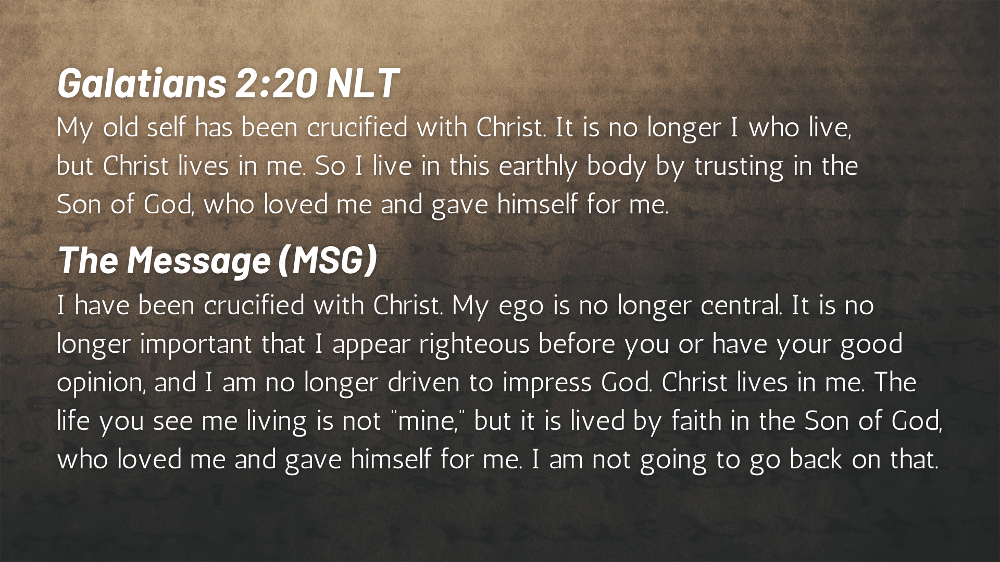 Galatians 2:20 NLT
My old self has been crucified with Christ. It is no longer I who live,
but Christ lives in me. So I live in this earthly body by trusting in the
Son of God, who loved me and gave himself for me.
The Message (MSG)
I have been crucified with Christ. My ego is no longer central. It is no
longer important that I appear righteous before you or have your good
opinion, and I am no longer driven to impress God. Christ lives in me. The
life you see me living is not "mine," but it is lived by faith in the Son of God,
who loved me and gave himself for me. I am not going to go back on that.